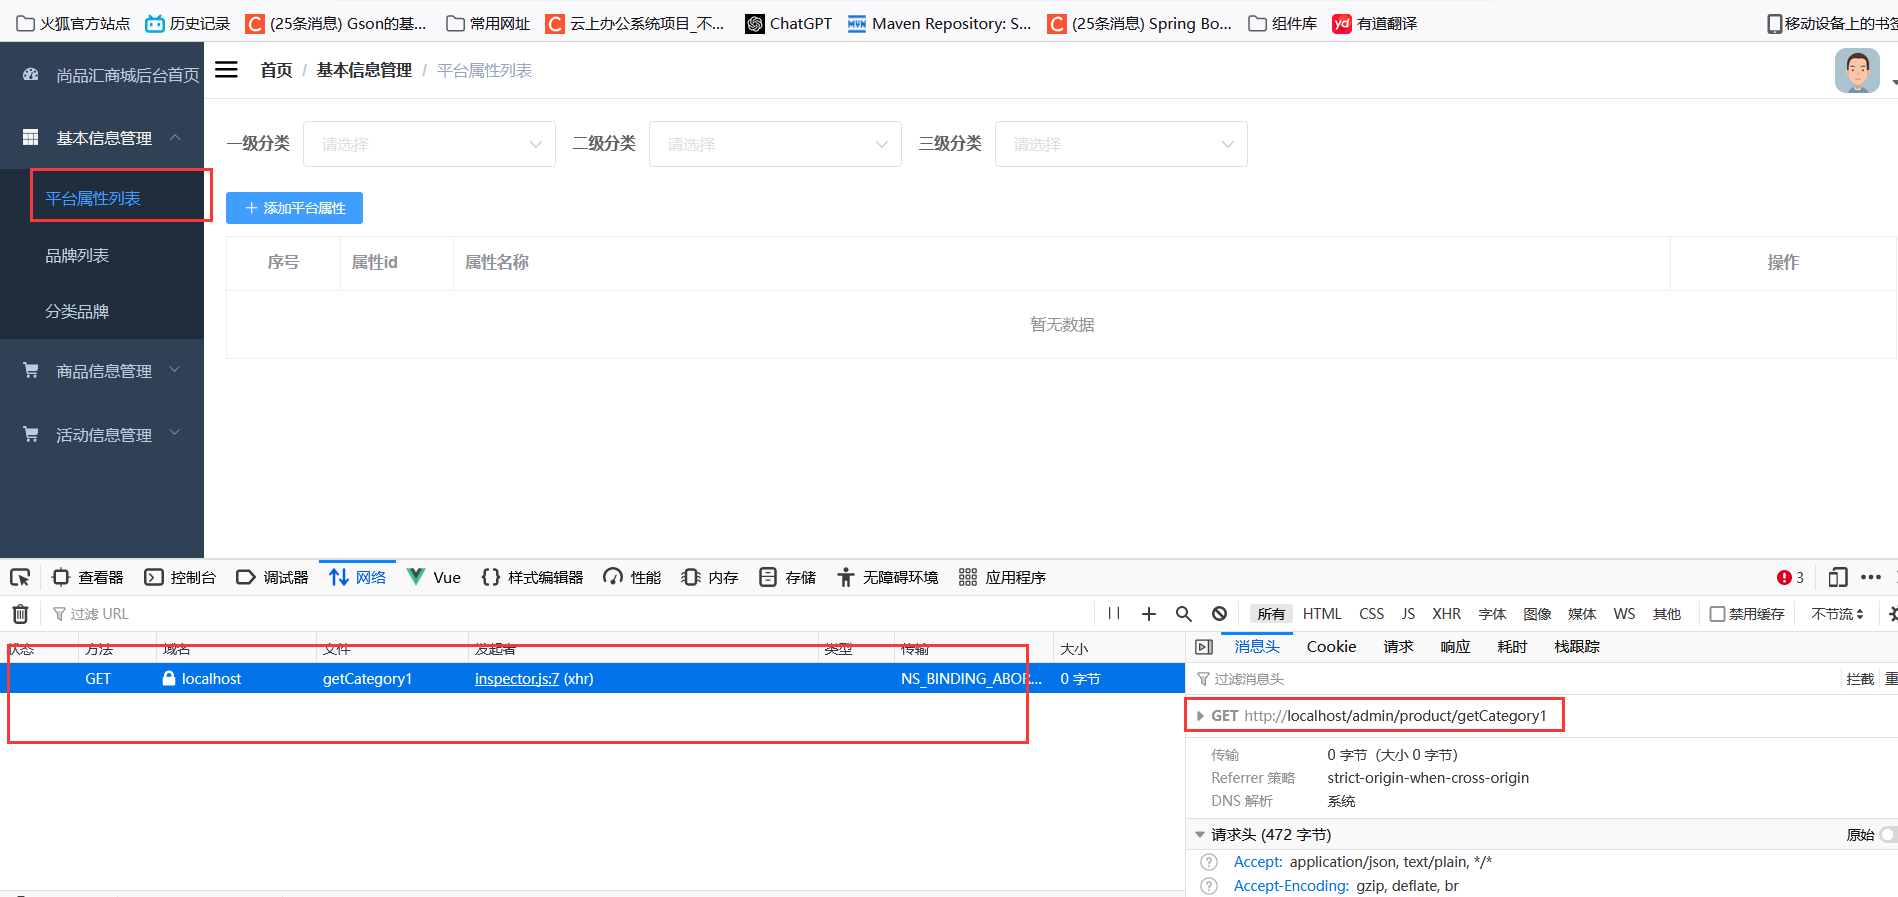 火狐官方站点 历史记录 (25条消息) Gson的基... 常用网址 云上办公系统项目_不... ChatGPT Maven Repository: S... (25条消息) Spring Bo... 组件库 有道翻译 移动设备上的书签
尚品汇商城后台首页
首页 / 基本信息管理 / 平台属性列表
基本信息管理
平台属性列表
品牌列表
分类品牌
商品信息管理
活动信息管理
一级分类 请选择 二级分类 请选择 三级分类 请选择
添加平台属性
序号 属性id 属性名称 操作
暂无数据
查看器 控制台 调试器 网络 Vue 样式编辑器 性能 内存 存储 无障碍环境 应用程序 3
过滤 URL 所有 HTML CSS JS XHR 字体 图像 媒体 WS 其他 禁用缓存 不节流
状态 方法 域名 文件 发起者 类型 传输 大小
GET localhost getCategory1 inspector.js:7 (xhr) NS_BINDING_ABOR... 0 字节
消息头 Cookie 请求 响应 耗时 栈跟踪
过滤消息头 拦截 重
GET http://localhost/admin/product/getCategory1
传输 0 字节 (大小 0 字节)
Referrer 策略 strict-origin-when-cross-origin
DNS 解析 系统
请求头 (472 字节) 原始
Accept: application/json, text/plain, */*
Accept-Encoding: gzip, deflate, br